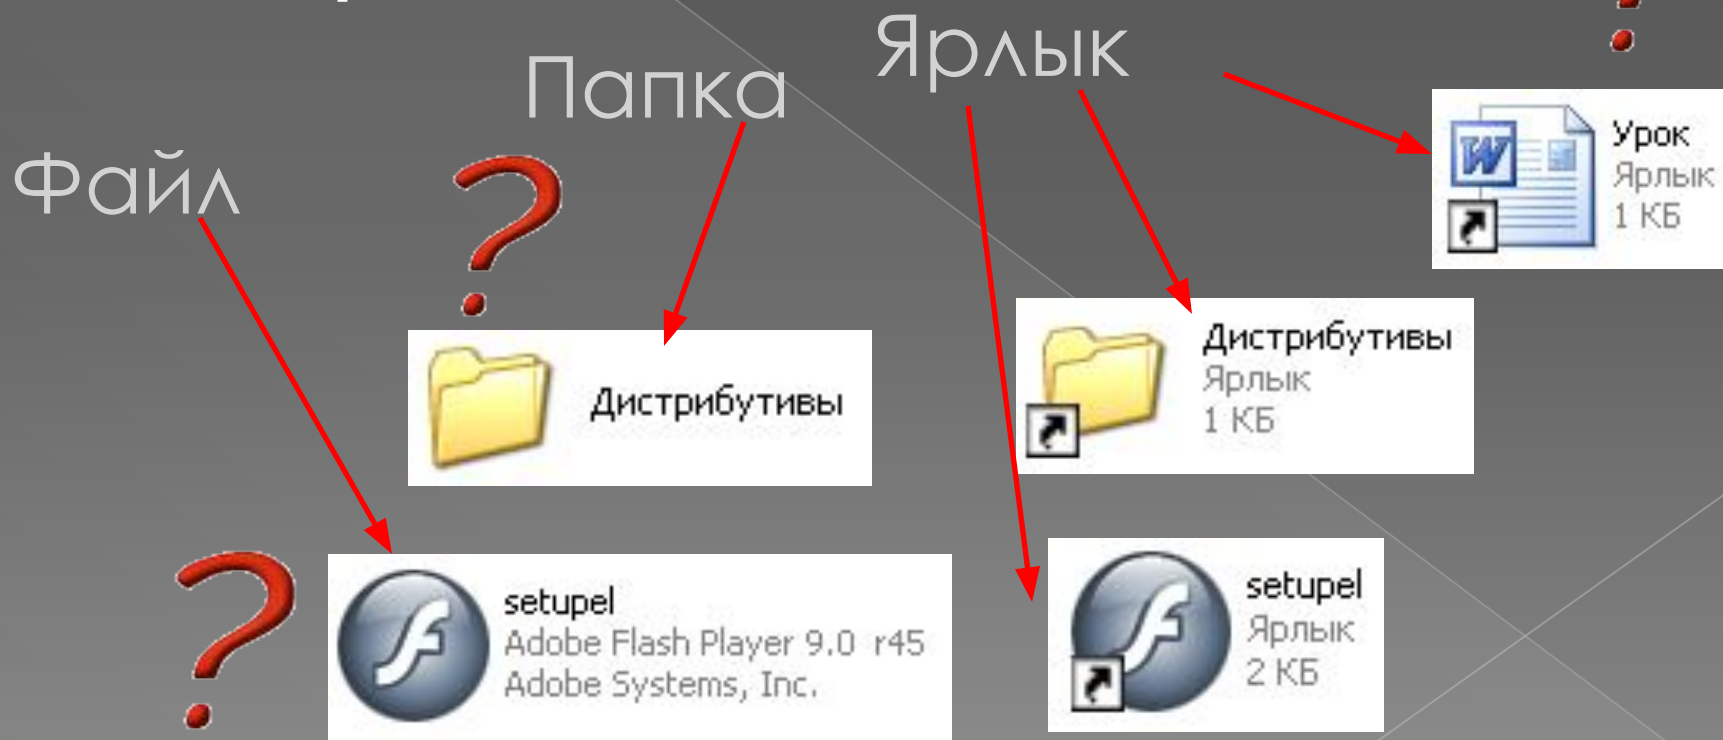 Ярлык
Папка
Файл
Урок
Ярлык
1 КБ
Дистрибутивы
Дистрибутивы
Ярлык
1 КБ
setupel
Adobe Flash Player 9.0 r45
Adobe Systems, Inc.
setupel
Ярлык
2 КБ